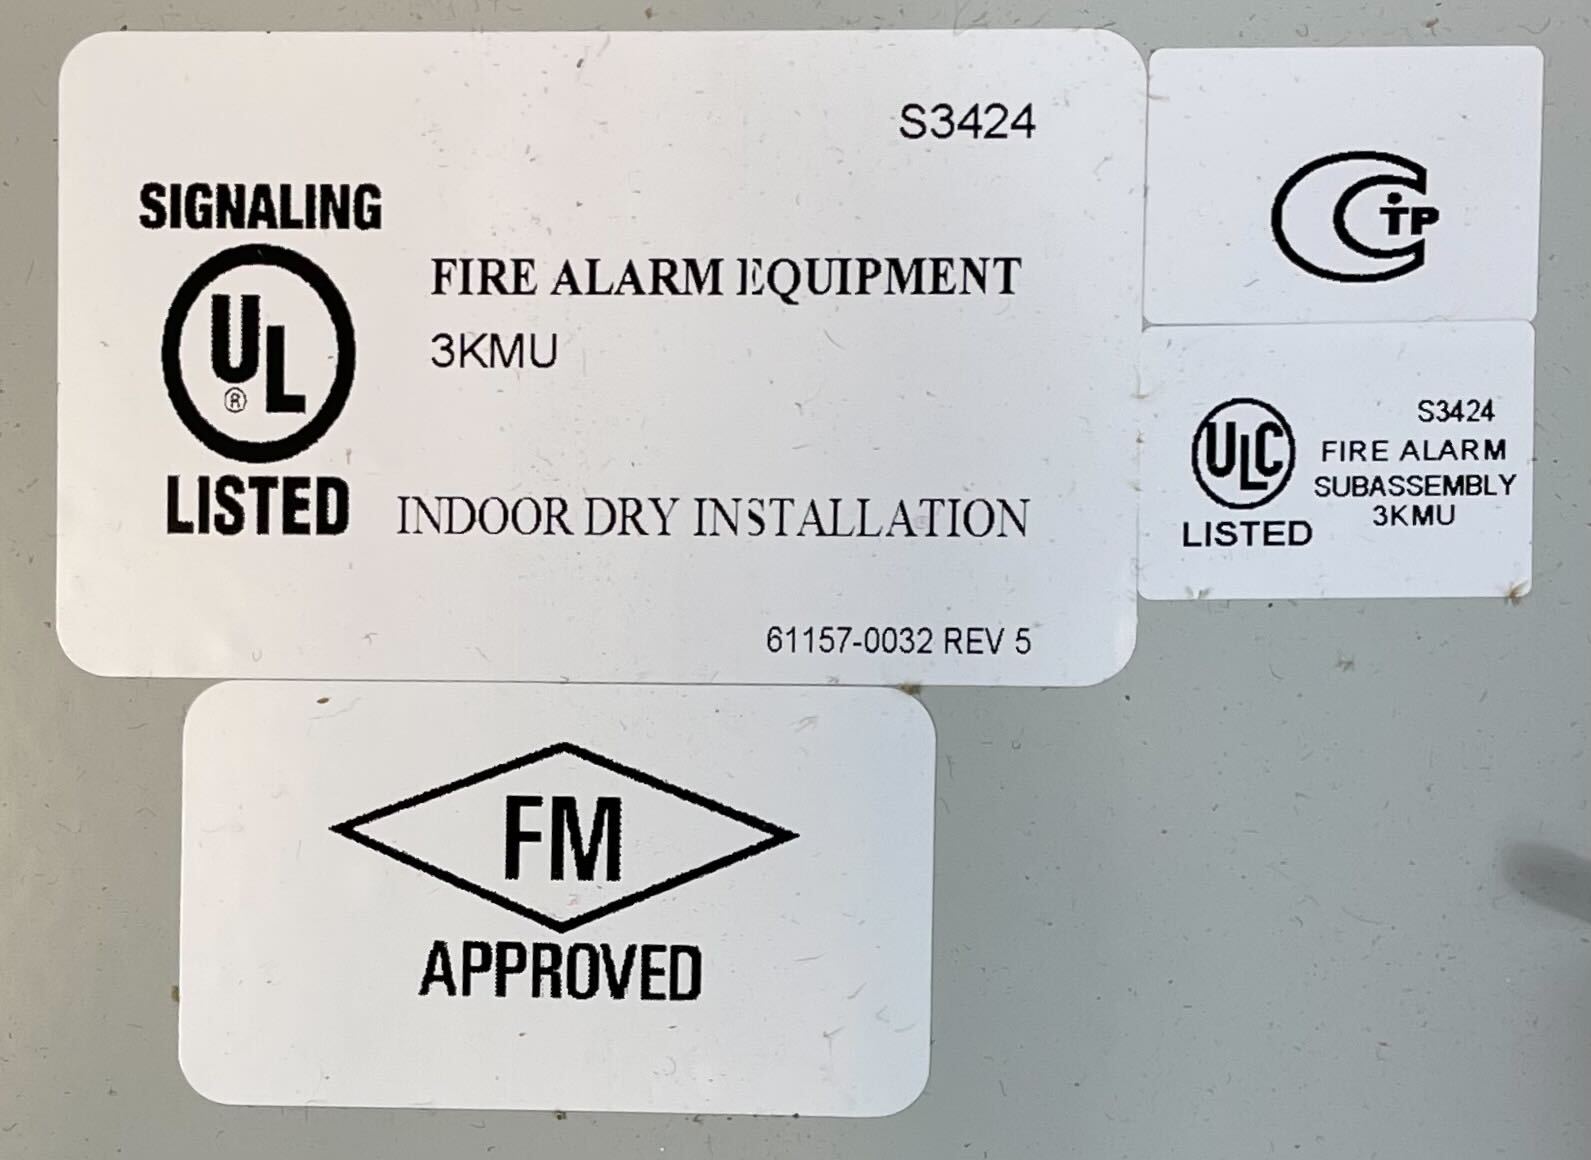 S3424
SIGNALING
UL
®
LISTED
FIRE ALARM EQUIPMENT
3KMU
INDOOR DRY INSTALLATION
61157-0032 REV 5
CTP
ULC
LISTED
S3424
FIRE ALARM
SUBASSEMBLY
3KMU
FM
APPROVED